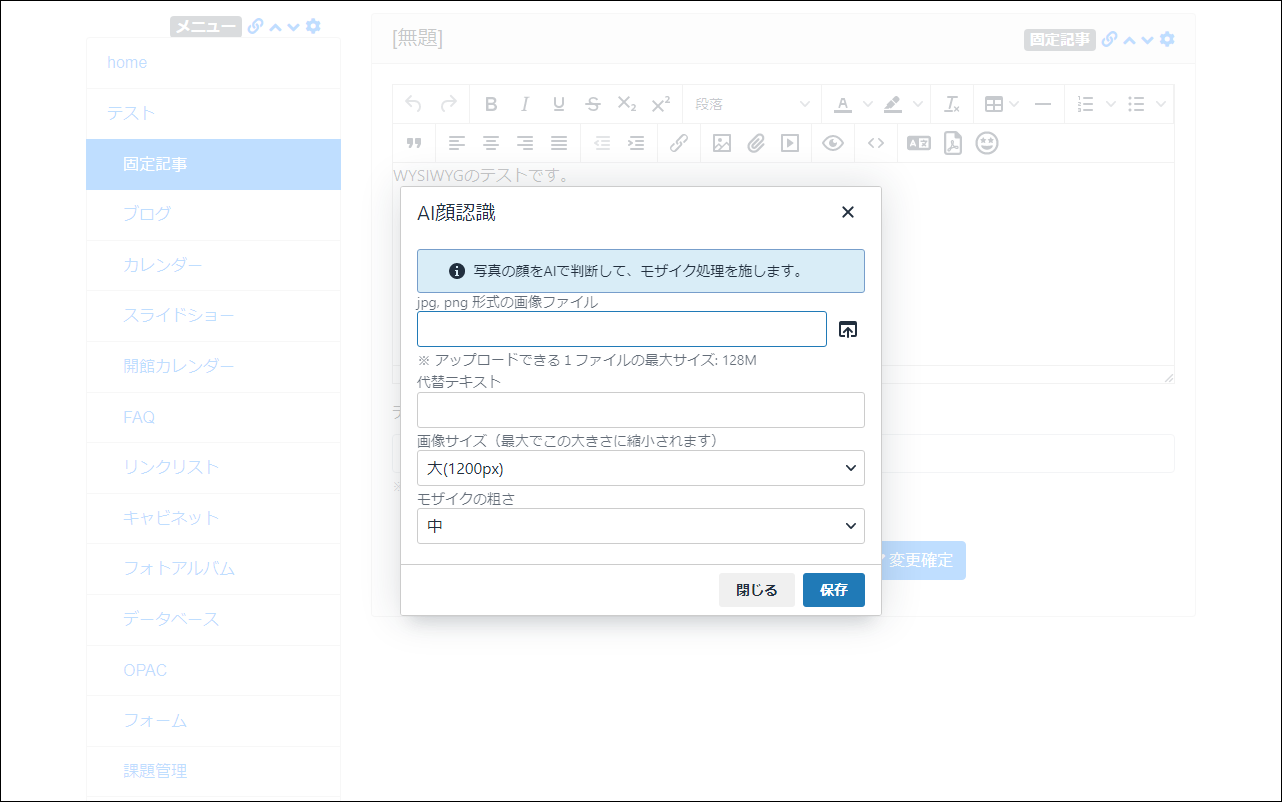 メニュー
home
テスト
固定記事
ブログ
カレンダー
スライドショー
開館カレンダー
FAQ
リンクリスト
キャビネット
フォトアルバム
データベース
OPAC
フォーム
課題管理
[無題]
固定記事
段落
WYSIWYGのテストです。
AI顔認識
写真の顔をAIで判断して、モザイク処理を施します。
jpg, png 形式の画像ファイル
※ アップロードできる１ファイルの最大サイズ: 128M
代替テキスト
画像サイズ（最大でこの大きさに縮小されます）
大(1200px)
モザイクの粗さ
中
閉じる
保存
変更確定